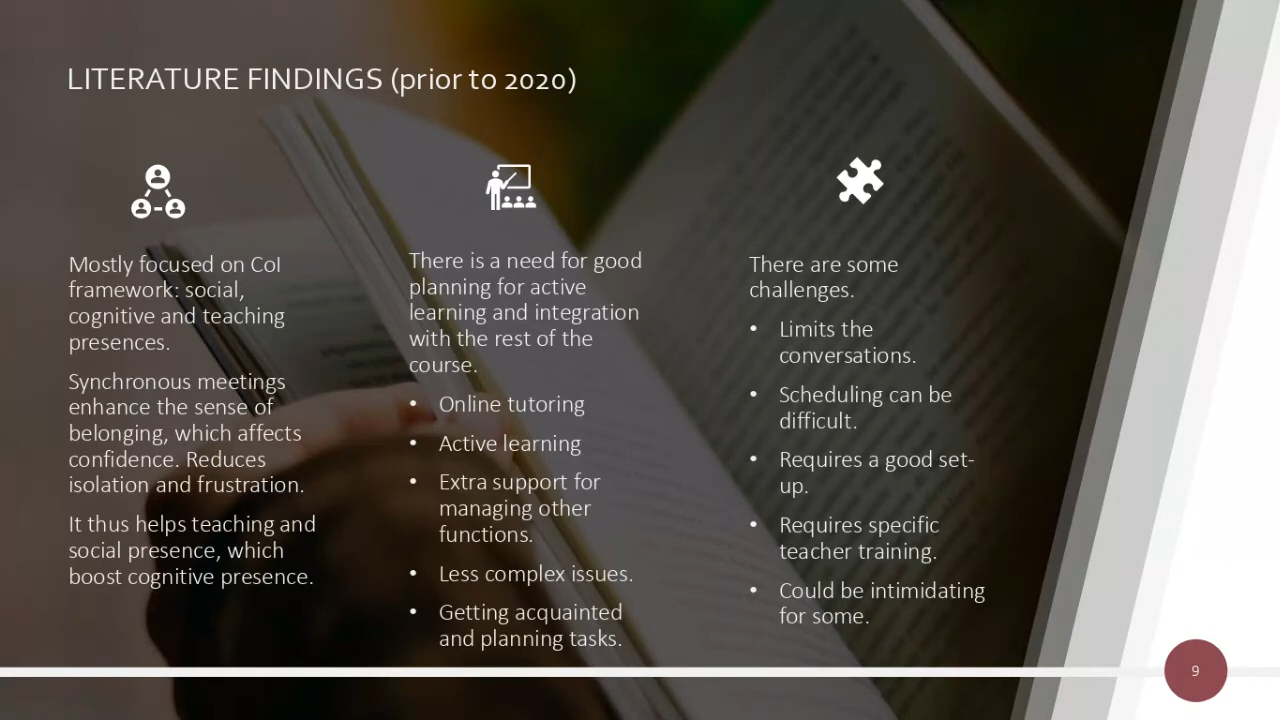 LITERATURE FINDINGS (prior to 2020)
Mostly focused on CoI
framework: social,
cognitive and teaching
presences.
Synchronous meetings
enhance the sense of
belonging, which affects
confidence. Reduces
isolation and frustration.
It thus helps teaching and
social presence, which
boost cognitive presence.
There is a need for good
planning for active
learning and integration
with the rest of the
course.
• Online tutoring
• Active learning
• Extra support for
managing other
functions.
• Less complex issues.
• Getting acquainted
and planning tasks.
There are some
challenges.
• Limits the
conversations.
• Scheduling can be
difficult.
• Requires a good set-
up.
• Requires specific
teacher training.
• Could be intimidating
for some.
9